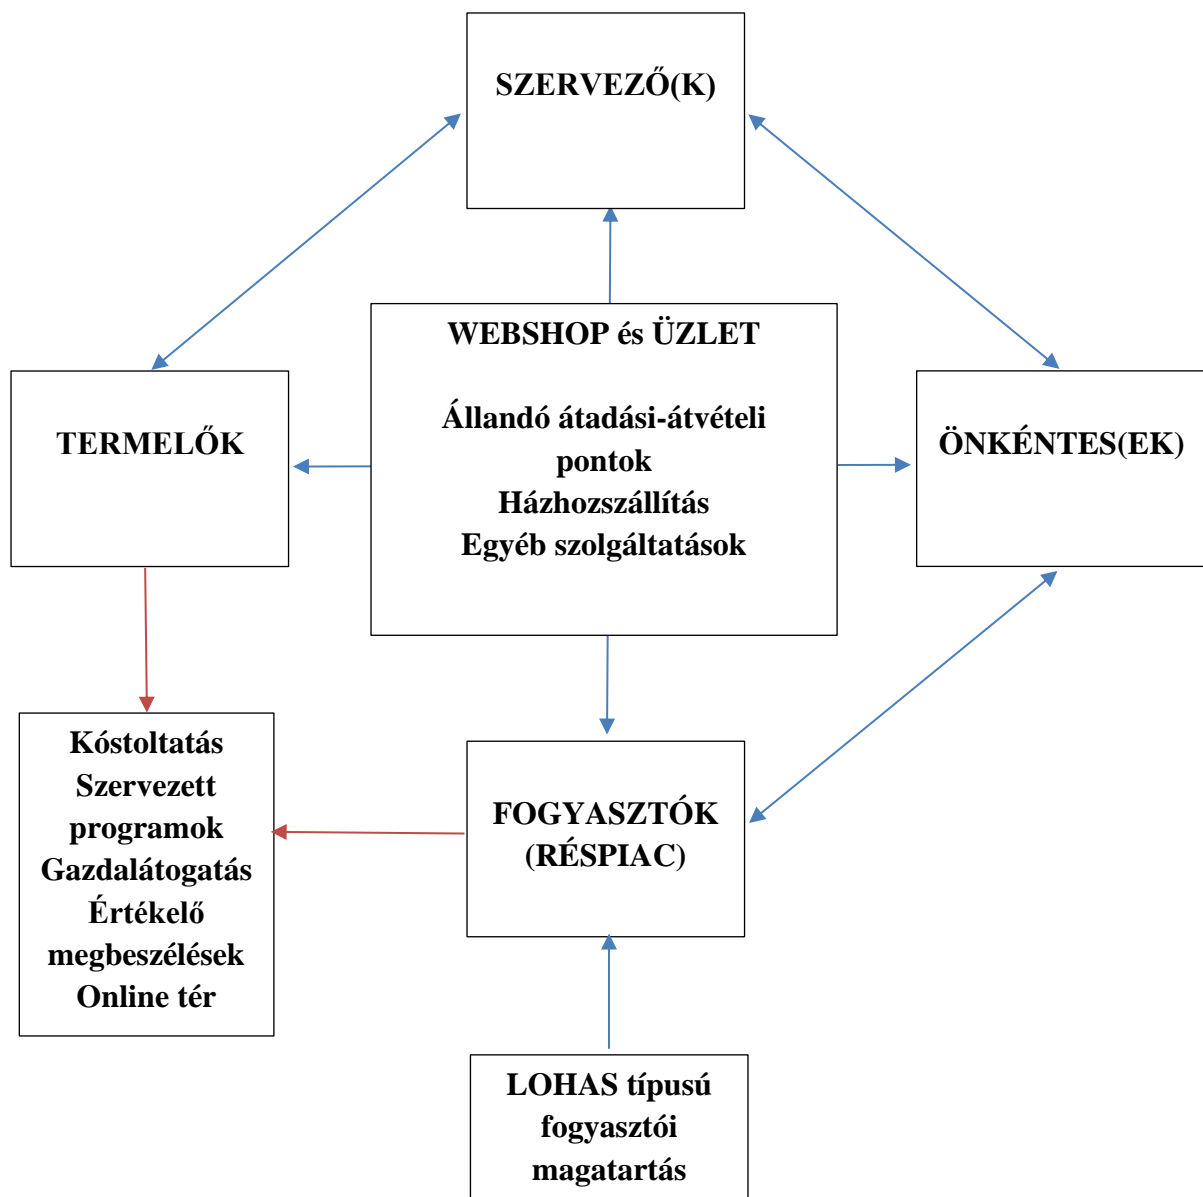 SZERVEZŐ(K)
WEBSHOP és ÜZLET
Állandó átadási-átvételi
pontok
Házhozszállítás
Egyéb szolgáltatások
TERMELŐK
ÖNKÉNTES(EK)
Kóstoltatás
Szervezett
programok
Gazdalátogatás
Értékelő
megbeszélések
Online tér
FOGYASZTÓK
(RÉSPIAC)
LOHAS típusú
fogyasztói
magatartás